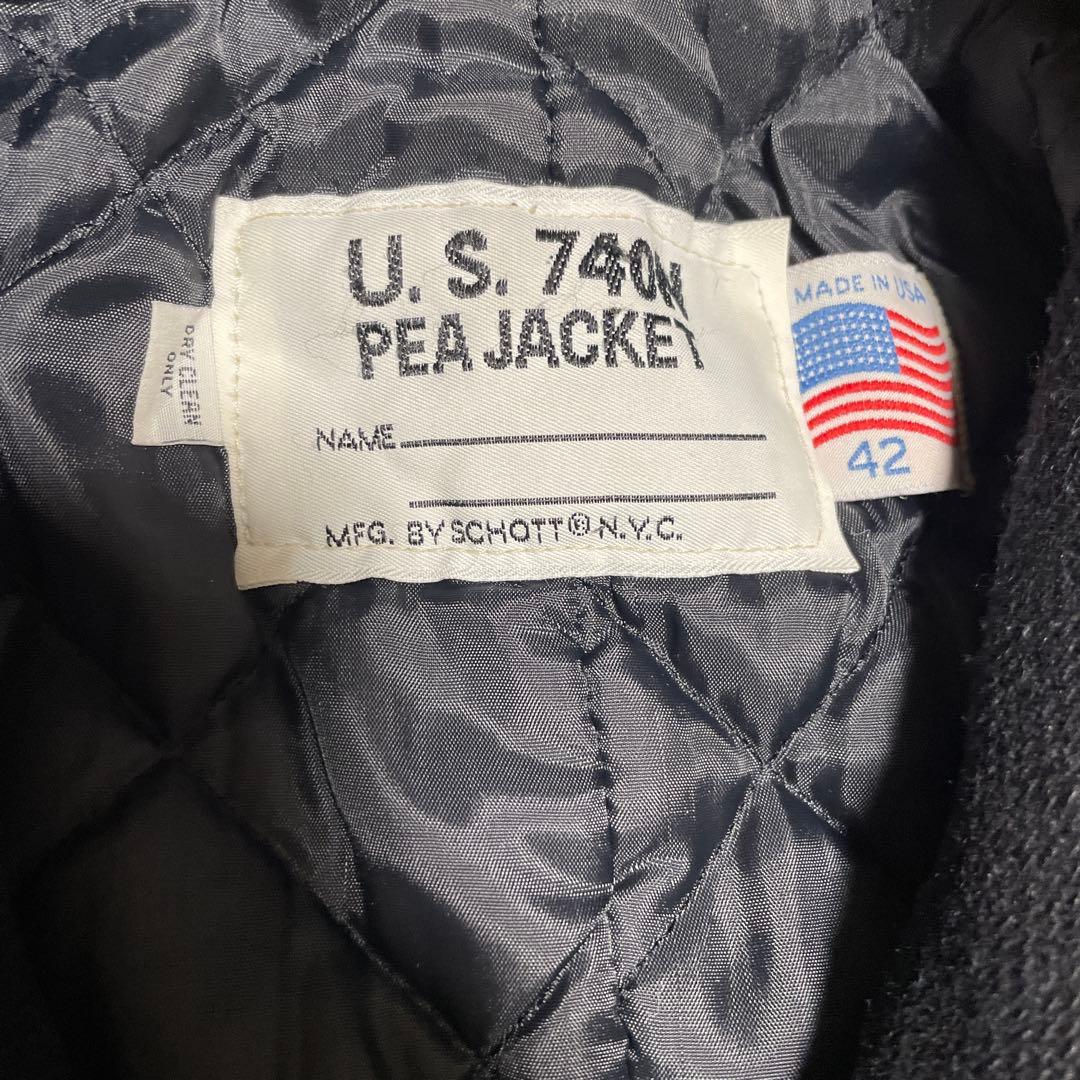 U. S. 740N
PEA JACKET
NAME
MFG. BY SCHOTT® N.Y.C.
DRY CLEAN
ONLY
MADE IN USA
42